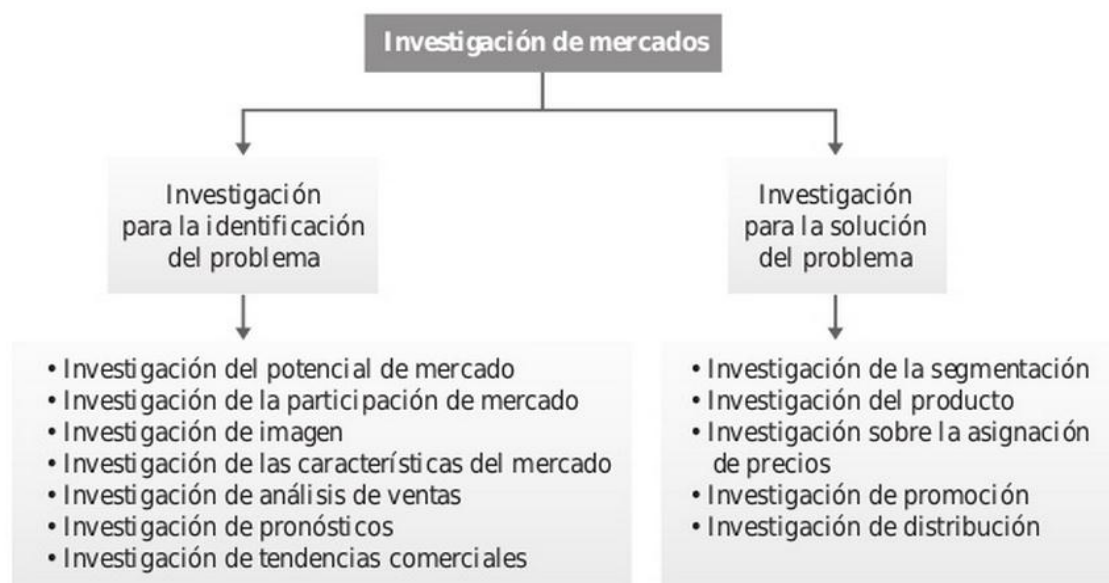 Investigación de mercados
Investigación
para la identificación
del problema
Investigación
para la solución
del problema
• Investigación del potencial de mercado
• Investigación de la participación de mercado
• Investigación de imagen
• Investigación de las características del mercado
• Investigación de análisis de ventas
• Investigación de pronósticos
• Investigación de tendencias comerciales
• Investigación de la segmentación
• Investigación del producto
• Investigación sobre la asignación
de precios
• Investigación de promoción
• Investigación de distribución